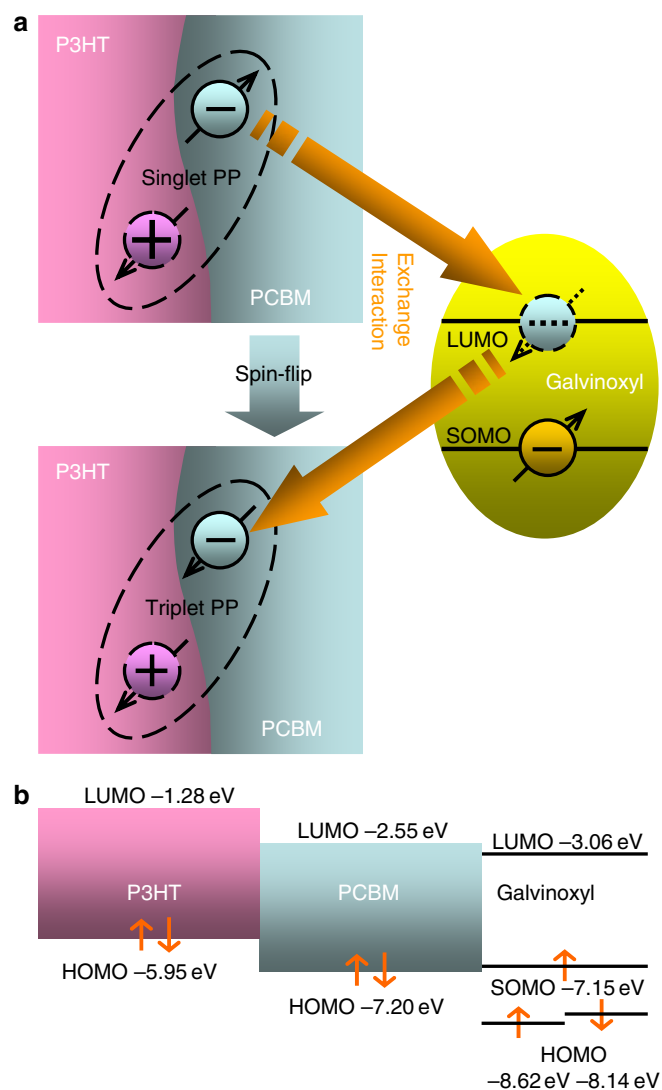 a
P3HT
Singlet PP
PCBM
Exchange
Interaction
LUMO
Galvinoxyl
SOMO
Spin-flip
P3HT
Triplet PP
PCBM
b
LUMO –1.28 eV
LUMO –2.55 eV
LUMO –3.06 eV
P3HT
PCBM
Galvinoxyl
HOMO –5.95 eV
HOMO –7.20 eV
SOMO –7.15 eV
HOMO
–8.62 eV –8.14 eV